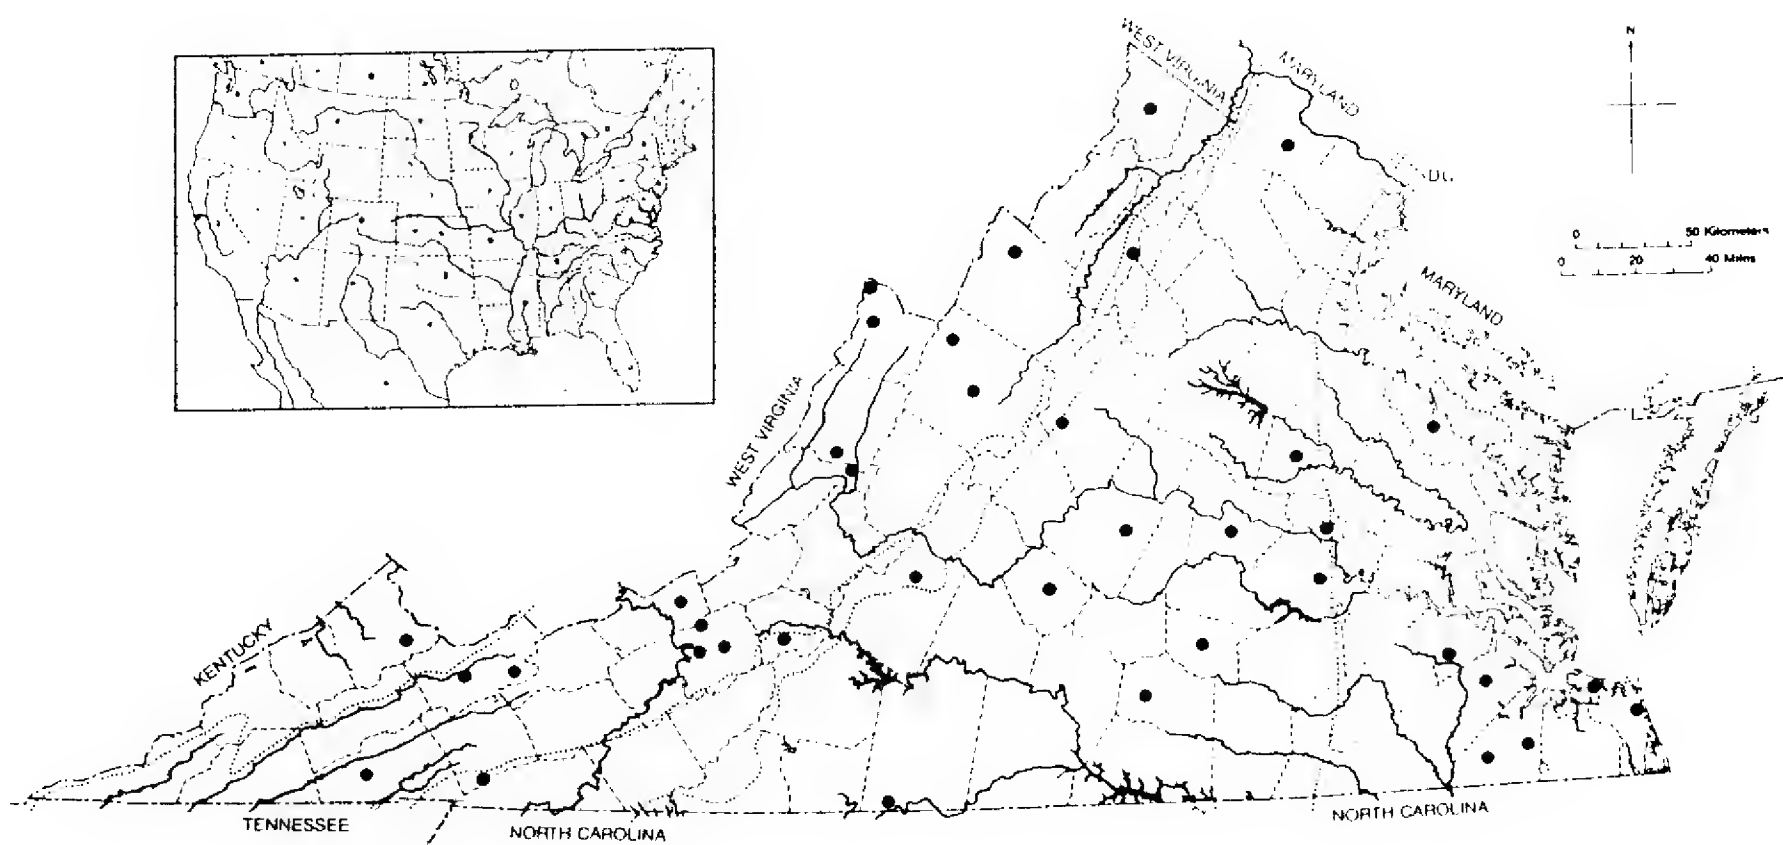 WEST VIRGINIA
MARYLAND
N
0 50 Kilometers
0 20 40 Miles
MARYLAND
WEST VIRGINIA
KENTUCKY
TENNESSEE
NORTH CAROLINA
NORTH CAROLINA